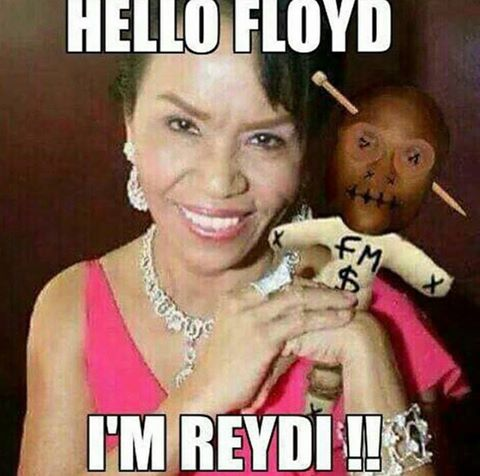 HELLO FLOYD
FM
$
I'M REYDI !!